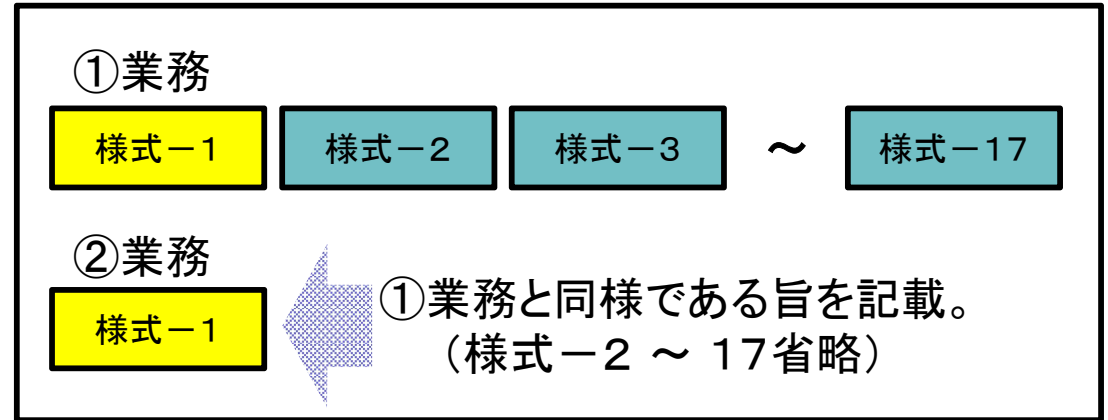 ①業務
様式－1 様式－2 様式－3 ～ 様式－17
②業務
様式－1
①業務と同様である旨を記載。
（様式－2 ～ 17省略）